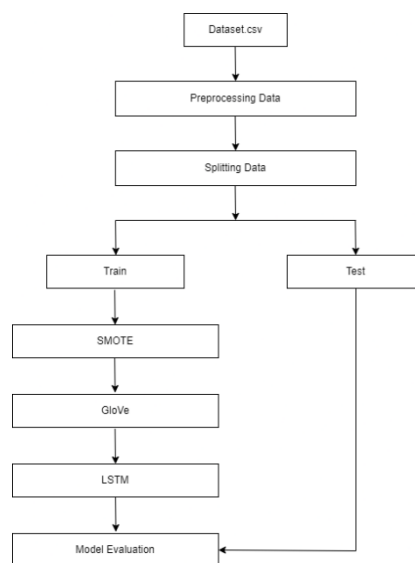 Dataset.csv
Preprocessing Data
Splitting Data
Train
Test
SMOTE
GloVe
LSTM
Model Evaluation